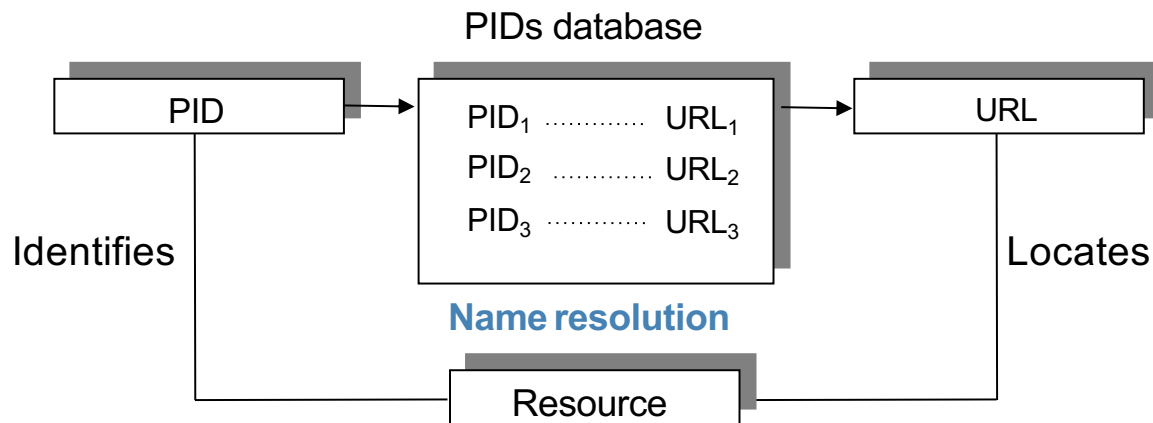 PIDs database
PID
URL
PID₁ ............. URL₁
PID₂ ............. URL₂
PID₃ ............. URL₃
Identifies
Locates
Name resolution
Resource